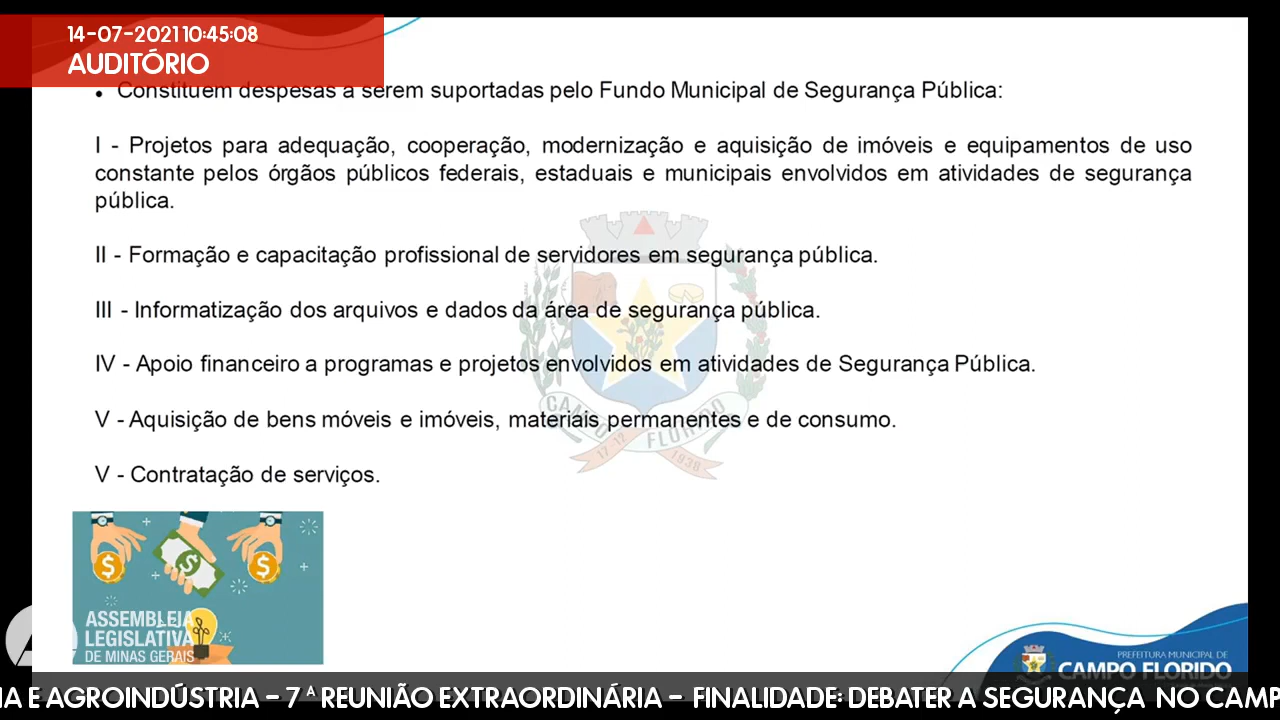 14-07-2021 10:45:08
AUDITÓRIO
• Constituem despesas a serem suportadas pelo Fundo Municipal de Segurança Pública:
I - Projetos para adequação, cooperação, modernização e aquisição de imóveis e equipamentos de uso
constante pelos órgãos públicos federais, estaduais e municipais envolvidos em atividades de segurança
pública.
II - Formação e capacitação profissional de servidores em segurança pública.
III - Informatização dos arquivos e dados da área de segurança pública.
IV - Apoio financeiro a programas e projetos envolvidos em atividades de Segurança Pública.
V - Aquisição de bens móveis e imóveis, materiais permanentes e de consumo.
CAMPO FLORIDO
17-12 1938
V - Contratação de serviços.
ASSEMBLEIA
LEGISLATIVA
DE MINAS GERAIS
PREFEITURA MUNICIPAL DE
CAMPO FLORIDO
E AGROINDÚSTRIA – 7ª REUNIÃO EXTRAORDINÁRIA – FINALIDADE: DEBATER A SEGURANÇA NO CAMP